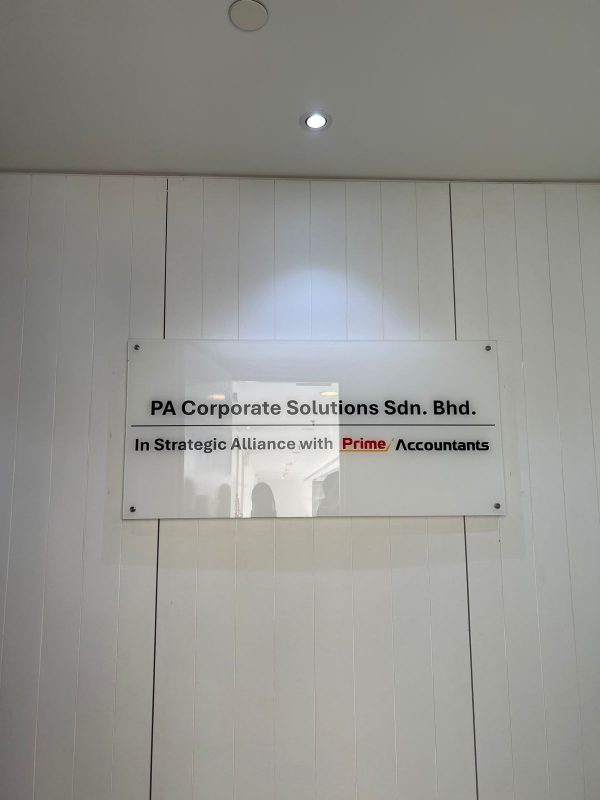 PA Corporate Solutions Sdn. Bhd.
In Strategic Alliance with Prime Accountants